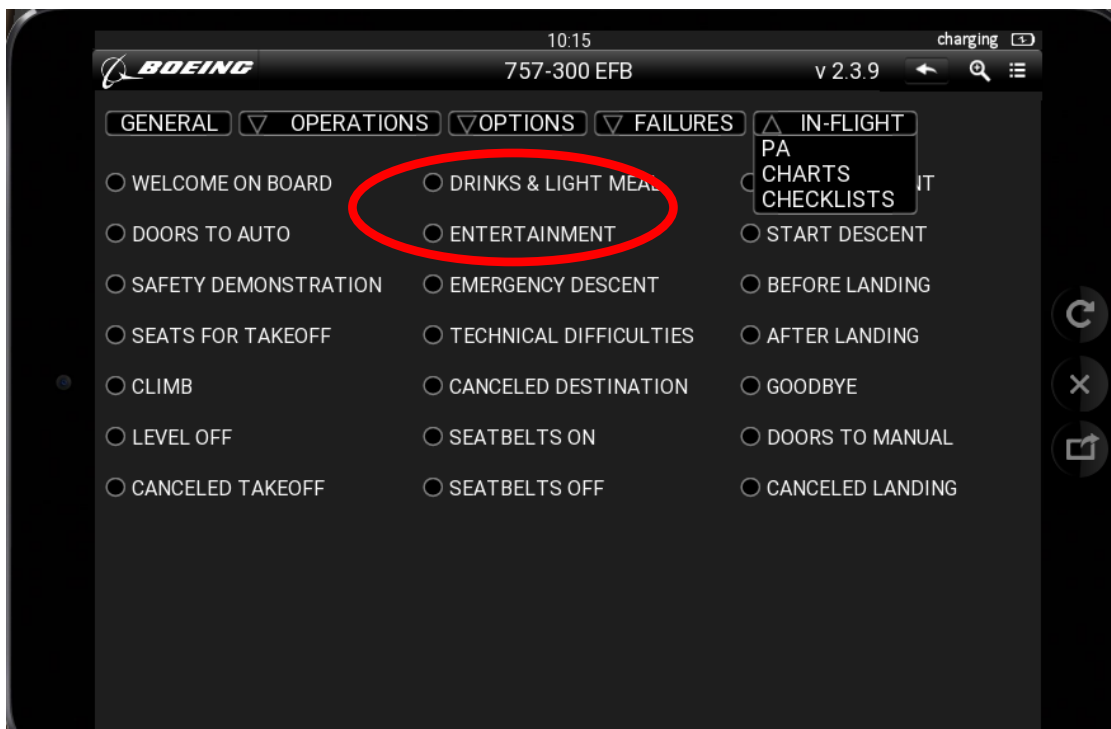 10:15 charging
BOEING 757-300 EFB v 2.3.9
GENERAL OPERATIONS OPTIONS FAILURES IN-FLIGHT
PA
CHARTS
CHECKLISTS
WELCOME ON BOARD DRINKS & LIGHT MEAL NT
DOORS TO AUTO ENTERTAINMENT START DESCENT
SAFETY DEMONSTRATION EMERGENCY DESCENT BEFORE LANDING
SEATS FOR TAKEOFF TECHNICAL DIFFICULTIES AFTER LANDING
CLIMB CANCELED DESTINATION GOODBYE
LEVEL OFF SEATBELTS ON DOORS TO MANUAL
CANCELED TAKEOFF SEATBELTS OFF CANCELED LANDING